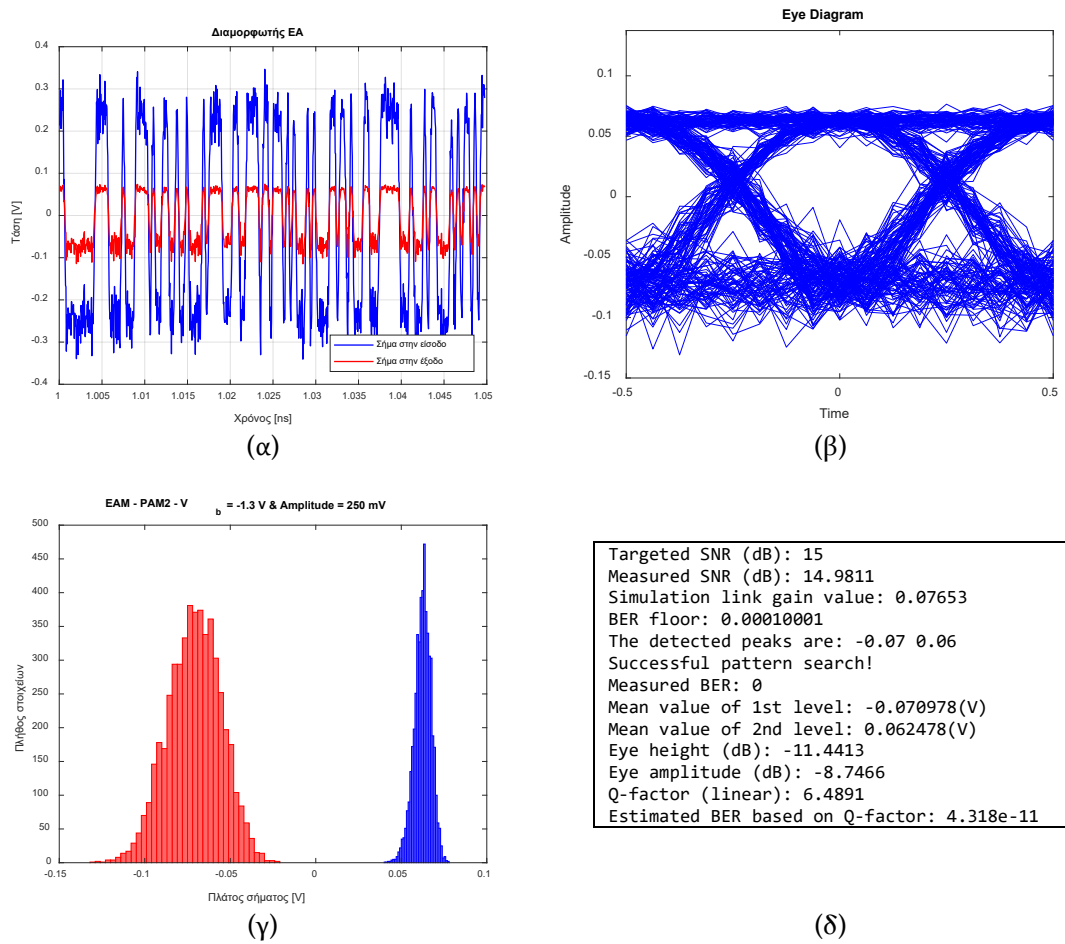 Διαμορφωτής ΕΑ
0.4
0.3
0.2
0.1
0
-0.1
-0.2
-0.3
-0.4
Τάση [V]
Σήμα στην είσοδο
Σήμα στην έξοδο
1 1.005 1.01 1.015 1.02 1.025 1.03 1.035 1.04 1.045 1.05
Χρόνος [ns]
(α)
Eye Diagram
0.1
0.05
0
-0.05
-0.1
-0.15
Amplitude
-0.5 0 0.5
Time
(β)
EAM - PAM2 - V b = -1.3 V & Amplitude = 250 mV
500
450
400
350
300
250
200
150
100
50
0
Πλήθος στοιχείων
-0.15 -0.1 -0.05 0 0.05 0.1
Πλάτος σήματος [V]
(γ)
Targeted SNR (dB): 15
Measured SNR (dB): 14.9811
Simulation link gain value: 0.07653
BER floor: 0.00010001
The detected peaks are: -0.07 0.06
Successful pattern search!
Measured BER: 0
Mean value of 1st level: -0.070978(V)
Mean value of 2nd level: 0.062478(V)
Eye height (dB): -11.4413
Eye amplitude (dB): -8.7466
Q-factor (linear): 6.4891
Estimated BER based on Q-factor: 4.318e-11
(δ)